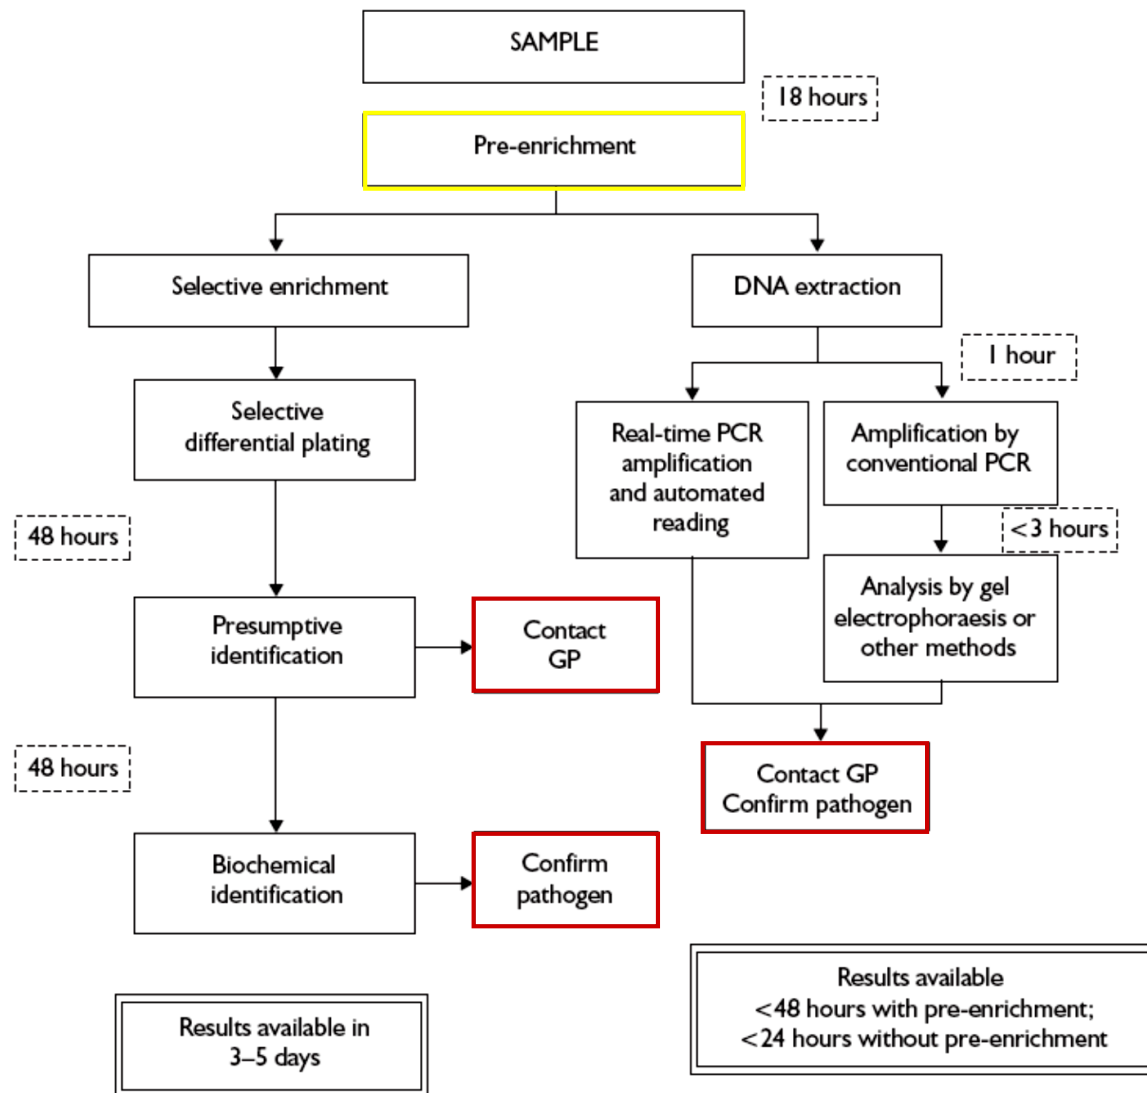 SAMPLE
18 hours
Pre-enrichment
Selective enrichment
DNA extraction
1 hour
Selective
differential plating
Real-time PCR
amplification
and automated
reading
Amplification by
conventional PCR
<3 hours
48 hours
Analysis by gel
electrophoraesis or
other methods
Presumptive
identification
Contact
GP
48 hours
Contact GP
Confirm pathogen
Biochemical
identification
Confirm
pathogen
Results available in
3–5 days
Results available
<48 hours with pre-enrichment;
<24 hours without pre-enrichment